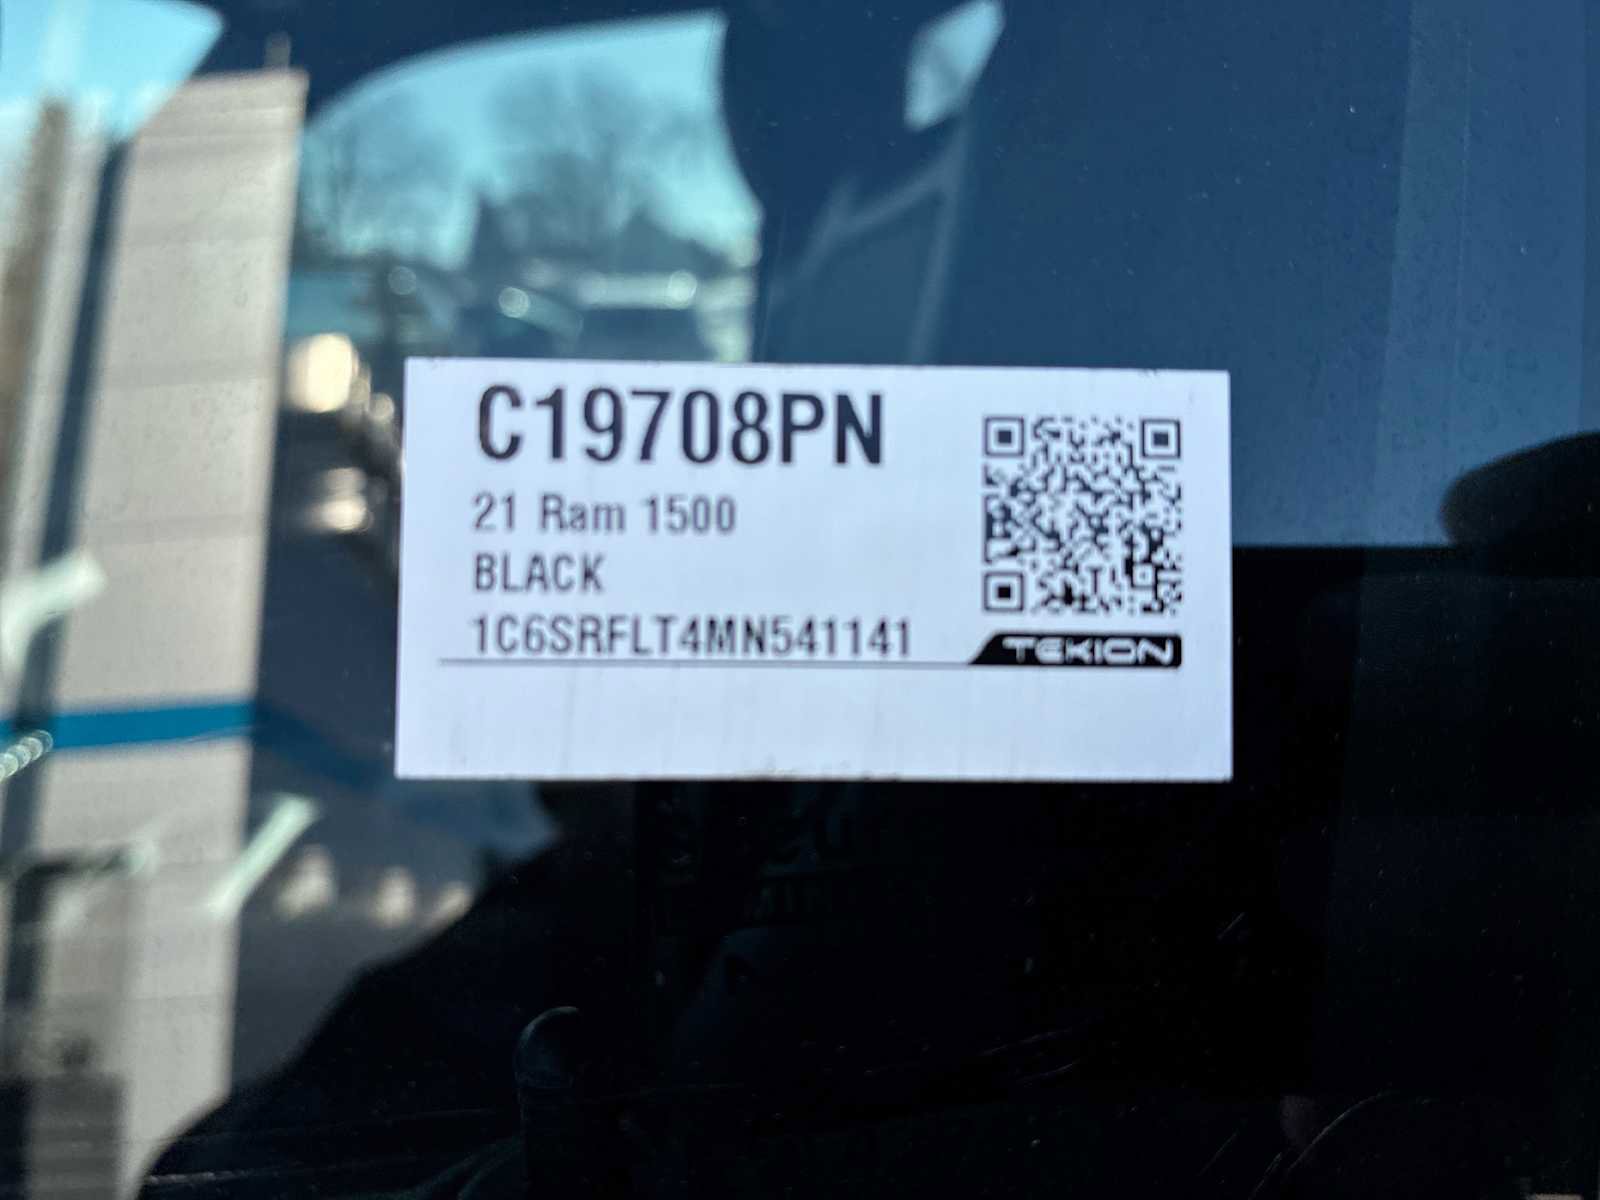 C19708PN
21 Ram 1500
BLACK
1C6SRFLT4MN541141
TEKION